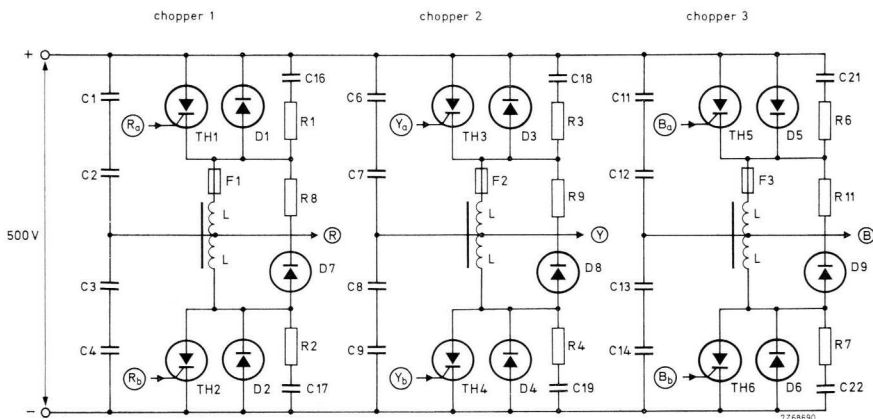 chopper 1 chopper 2 chopper 3
+
C16 C18 C21
C1 C6 C11
R1 R3 R6
Ra Ya Ba
TH1 D1 TH3 D3 TH5 D5
C2 F1 C7 F2 C12 F3
R8 R9 R11
L L L
500 V
R Y B
L L L
D7 D8 D9
C3 C8 C13
R2 R4 R7
C4 C9 C14
Rb Yb Bb
TH2 D2 C17 TH4 D4 C19 TH6 D6 C22
−
7Z68690